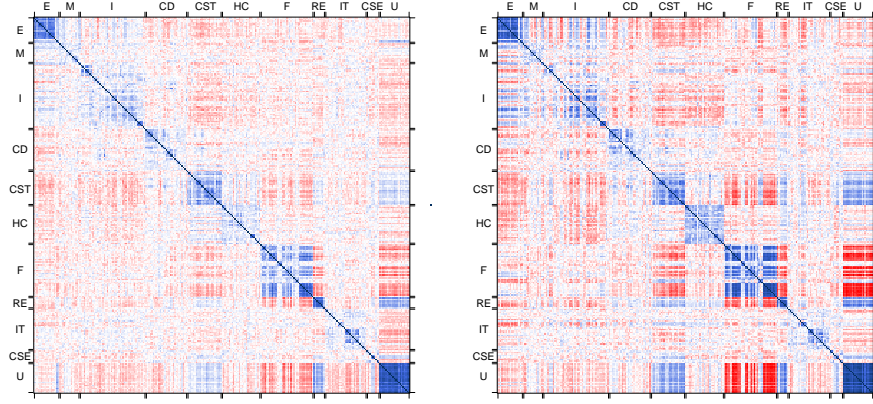 E M I CD CST HC F RE IT CSE U
E M I CD CST HC F RE IT CSE U
E
M
I
CD
CST
HC
F
RE
IT
CSE
U
E
M
I
CD
CST
HC
F
RE
IT
CSE
U